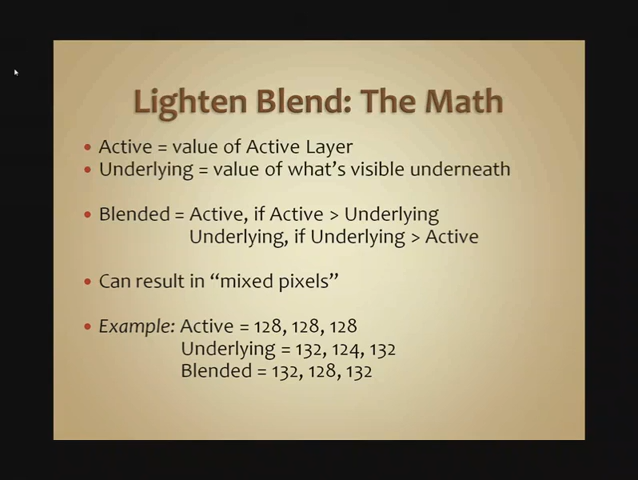 Lighten Blend: The Math
• Active = value of Active Layer
• Underlying = value of what's visible underneath
• Blended = Active, if Active > Underlying
Underlying, if Underlying > Active
• Can result in “mixed pixels”
• Example: Active = 128, 128, 128
Underlying = 132, 124, 132
Blended = 132, 128, 132